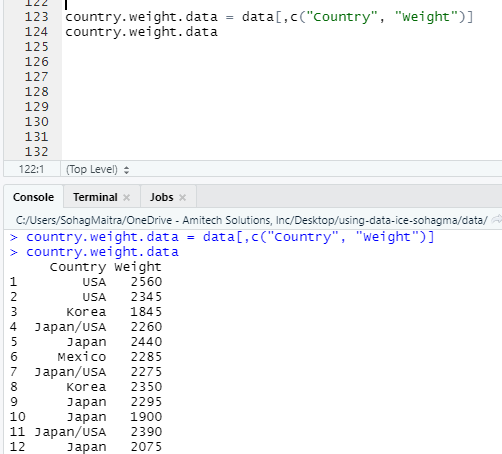 122
123 country.weight.data = data[,c("Country", "Weight")]
124 country.weight.data
125
126
127
128
129
130
131
132
122:1 (Top Level)
Console Terminal Jobs
C:/Users/SohagMaitra/OneDrive - Amitech Solutions, Inc/Desktop/using-data-ice-sohagma/data/
> country.weight.data = data[,c("Country", "Weight")]
> country.weight.data
Country Weight
1 USA 2560
2 USA 2345
3 Korea 1845
4 Japan/USA 2260
5 Japan 2440
6 Mexico 2285
7 Japan/USA 2275
8 Korea 2350
9 Japan 2295
10 Japan 1900
11 Japan/USA 2390
12 Japan 2075